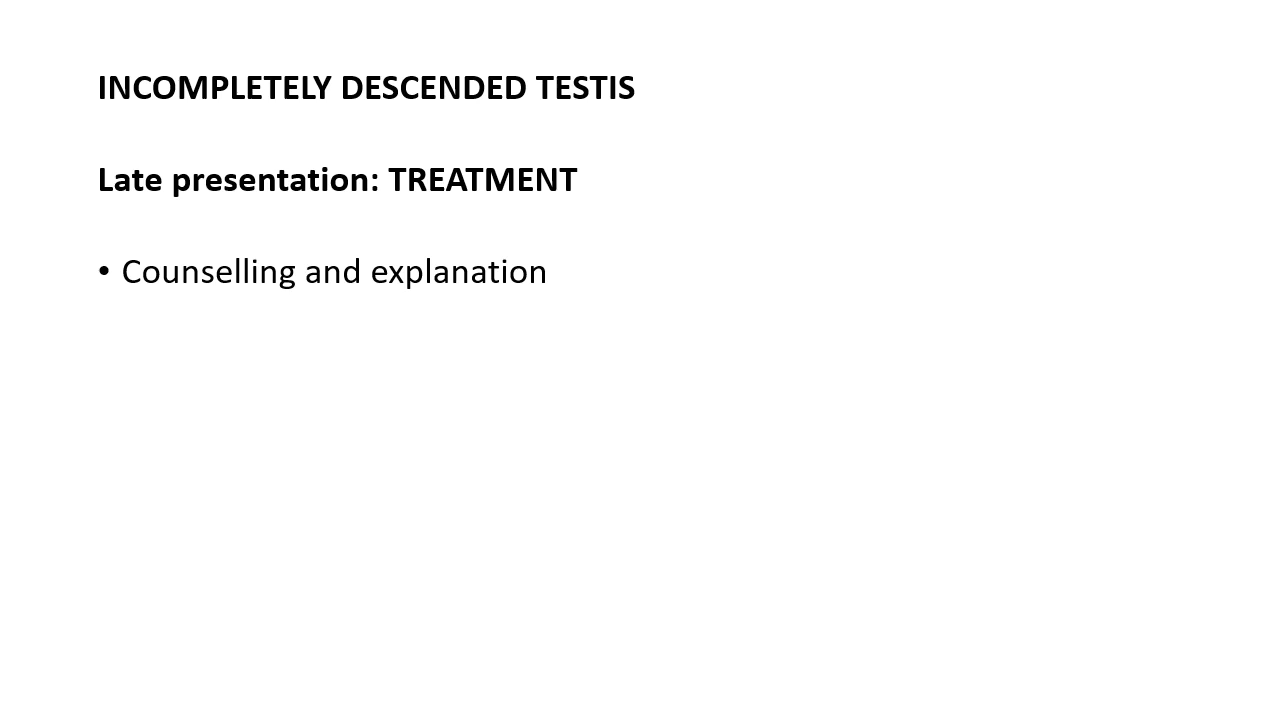 INCOMPLETELY DESCENDED TESTIS
Late presentation: TREATMENT
• Counselling and explanation